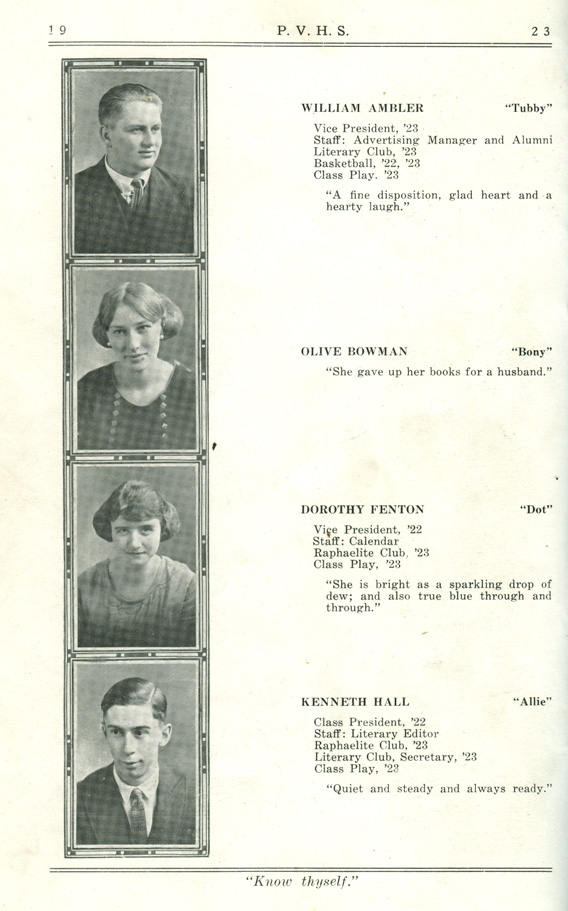 19 P. V. H. S. 23
WILLIAM AMBLER "Tubby"
Vice President, '23
Staff: Advertising Manager and Alumni
Literary Club, '23
Basketball, '22, '23
Class Play. '23
"A fine disposition, glad heart and a
hearty laugh."
OLIVE BOWMAN "Bony"
"She gave up her books for a husband."
DOROTHY FENTON "Dot"
Vice President, '22
Staff: Calendar
Raphaelite Club, '23
Class Play, '23
"She is bright as a sparkling drop of
dew; and also true blue through and
through."
KENNETH HALL "Allie"
Class President, '22
Staff: Literary Editor
Raphaelite Club, '23
Literary Club, Secretary, '23
Class Play, '23
"Quiet and steady and always ready."
"Know thyself."